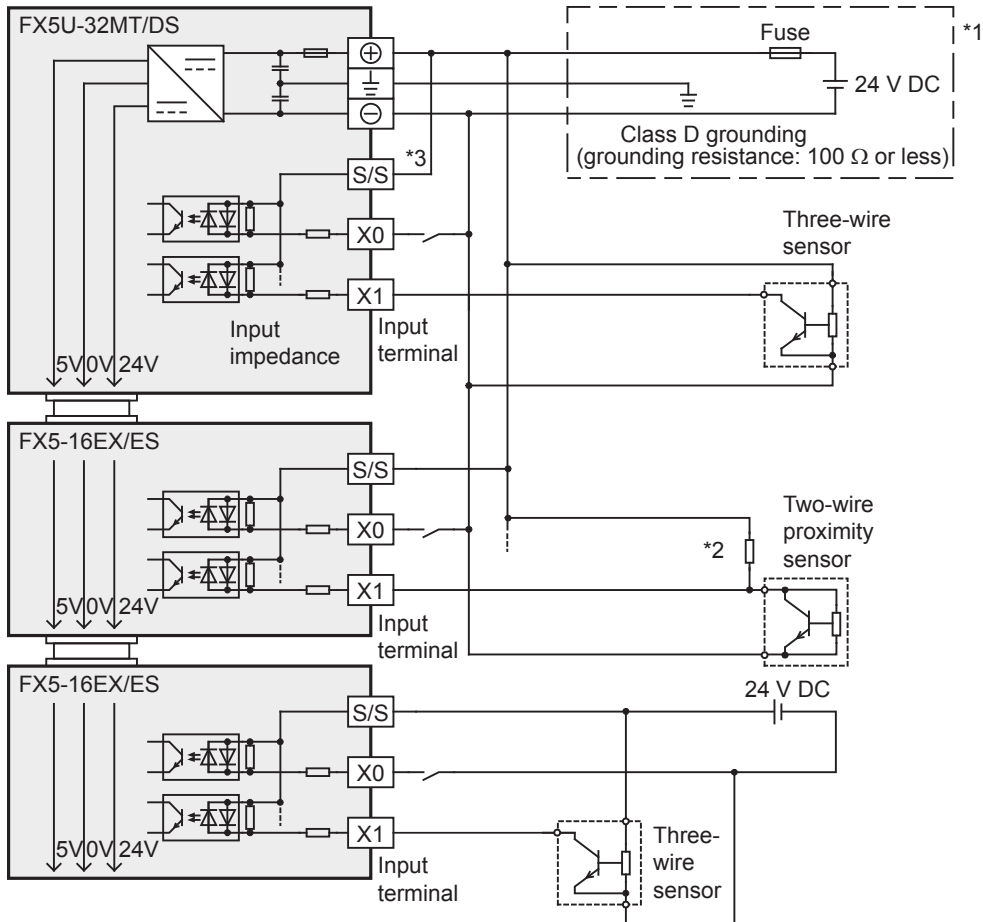 FX5U-32MT/DS
Fuse
*1
24 V DC
Class D grounding
(grounding resistance: 100 Ω or less)
*3
S/S
X0
X1
Three-wire
sensor
Input
impedance
Input
terminal
5V 0V 24V
FX5-16EX/ES
S/S
X0
X1
*2
Two-wire
proximity
sensor
5V 0V 24V
Input
terminal
FX5-16EX/ES
24 V DC
S/S
X0
X1
Three-
wire
sensor
5V 0V 24V
Input
terminal